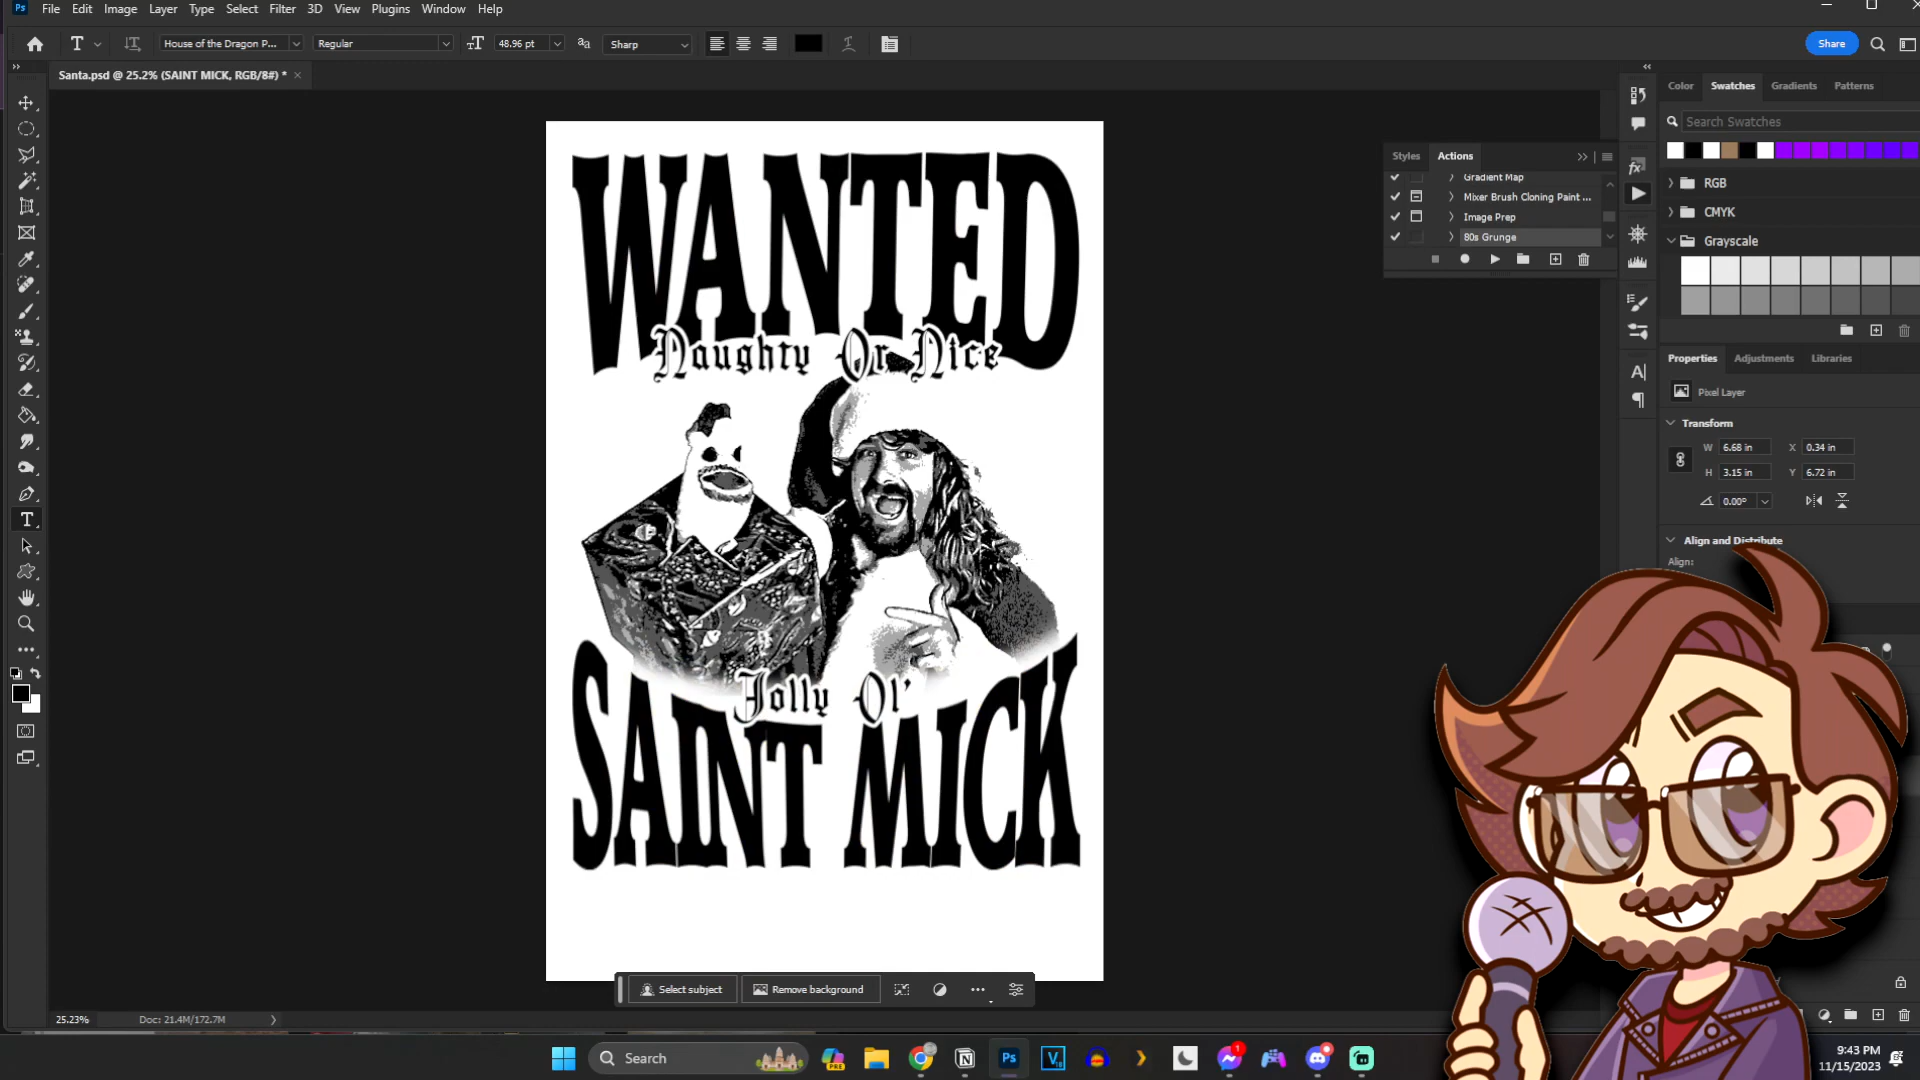 Ps File Edit Image Layer Type Select Filter 3D View Plugins Window Help
House of the Dragon P... Regular 48.96 pt Sharp Share
Santa.psd @ 25.2% (SAINT MICK, RGB/8#) *
Color Swatches Gradients Patterns
Search Swatches
RGB
CMYK
Grayscale
Styles Actions
Gradient Map
Mixer Brush Cloning Paint ...
Image Prep
80s Grunge
Properties Adjustments Libraries
Pixel Layer
Transform
W 6.68 in X 0.34 in
H 3.15 in Y 6.72 in
0.00°
Align and Distribute
Align:
WANTED
Naughty Or Nice
Jolly Ol'
SAINT MICK
Select subject Remove background
25.23% Doc: 21.4M/172.7M
Search
PRE
Ps
1
9:43 PM
11/15/2023